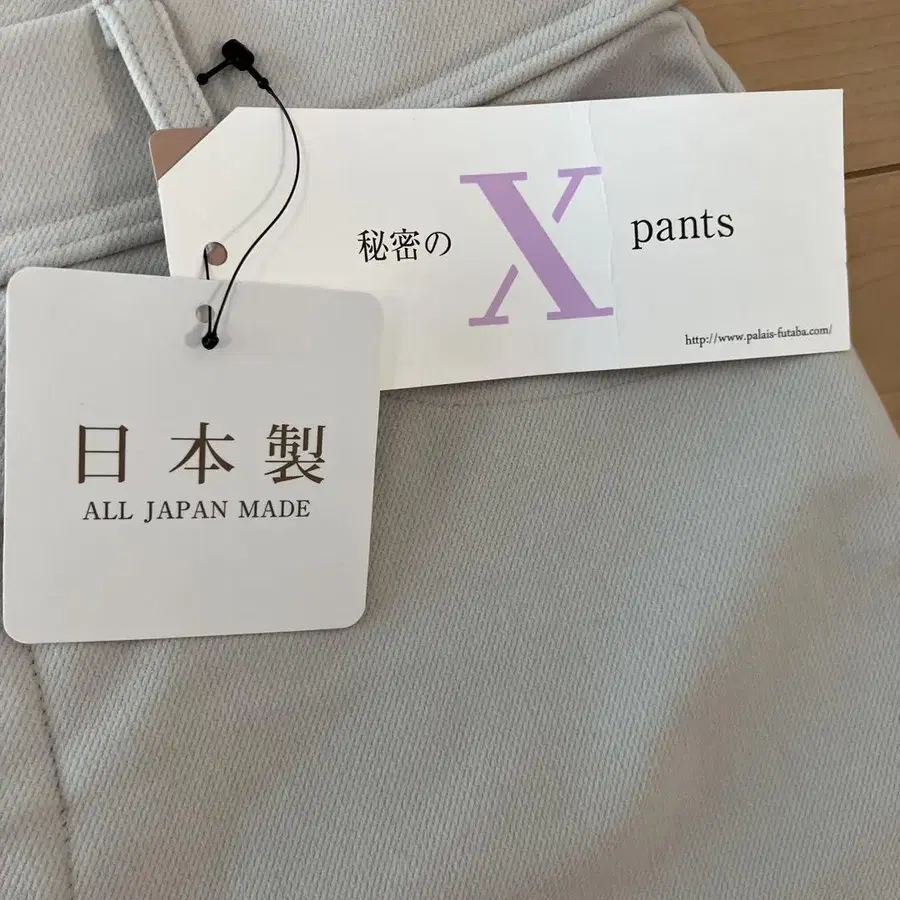 秘密の X pants
http://www.palais-futaba.com/
日本製
ALL JAPAN MADE